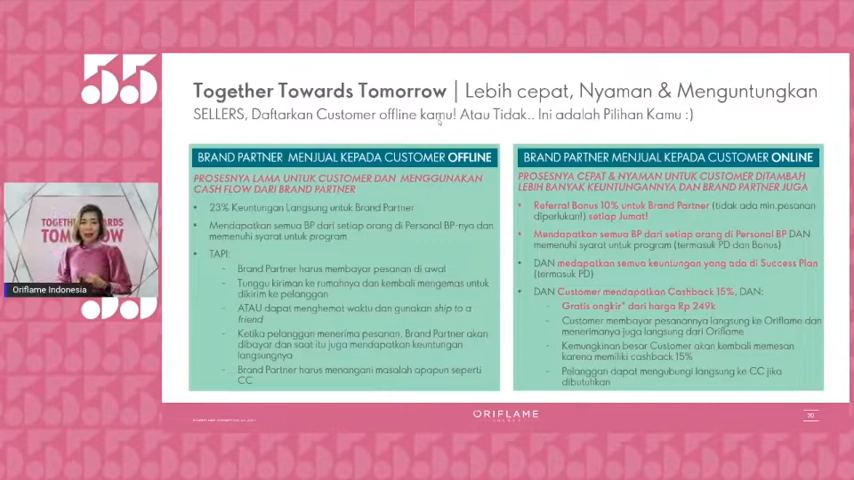 55
Together Towards Tomorrow | Lebih cepat, Nyaman & Menguntungkan
SELLERS, Daftarkan Customer offline kamu! Atau Tidak.. Ini adalah Pilihan Kamu :)
BRAND PARTNER MENJUAL KEPADA CUSTOMER OFFLINE
PROSESNYA LAMA UNTUK CUSTOMER DAN MENGGUNAKAN
CASH FLOW DARI BRAND PARTNER
• 23% Keuntungan Langsung untuk Brand Partner
• Mendapatkan semua BP dari setiap orang di Personal BP-nya dan
memenuhi syarat untuk program
• TAPI:
- Brand Partner harus membayar pesanan di awal
- Tunggu kiriman ke rumahnya dan kembali mengemas untuk
dikirim ke pelanggan
- ATAU dapat menghemat waktu dan gunakan ship to a
friend
- Ketika pelanggan menerima pesanan, Brand Partner akan
dibayar dan saat itu juga mendapatkan keuntungan
langsungnya
- Brand Partner harus menangani masalah apapun seperti
CC
BRAND PARTNER MENJUAL KEPADA CUSTOMER ONLINE
PROSESNYA CEPAT & NYAMAN UNTUK CUSTOMER DITAMBAH
LEBIH BANYAK KEUNTUNGANNYA DAN BRAND PARTNER JUGA
• Referral Bonus 10% untuk Brand Partner (tidak ada min.pesanan
diperlukan!) setiap Jumat!
• Mendapatkan semua BP dari setiap orang di Personal BP DAN
memenuhi syarat untuk program (termasuk PD dan Bonus)
• DAN medapatkan semua keuntungan yang ada di Success Plan
(termasuk PD)
• DAN Customer mendapatkan Cashback 15%, DAN:
- Gratis ongkir* dari harga Rp 249k
- Customer membayar pesanannya langsung ke Oriflame dan
menerimanya juga langsung dari Oriflame
- Kemungkinan besar Customer akan kembali memesan
karena memiliki cashback 15%
- Pelanggan dapat mengubungi langsung ke CC jika
dibutuhkan
TOGETHER TOWARDS
Oriflame Indonesia
ORIFLAME
30